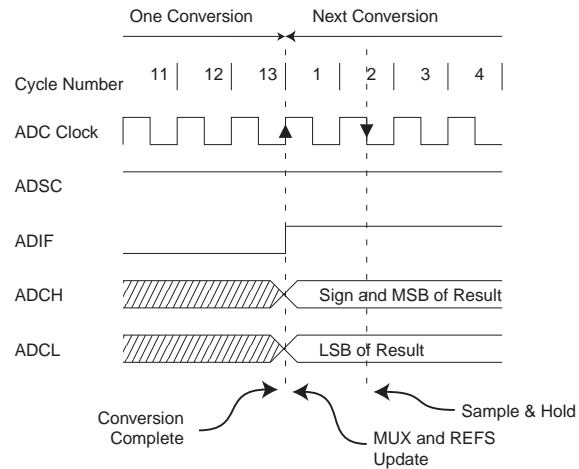 One Conversion Next Conversion
Cycle Number 11 12 13 1 2 3 4
ADC Clock
ADSC
ADIF
ADCH Sign and MSB of Result
ADCL LSB of Result
Conversion
Complete
MUX and REFS
Update
Sample & Hold